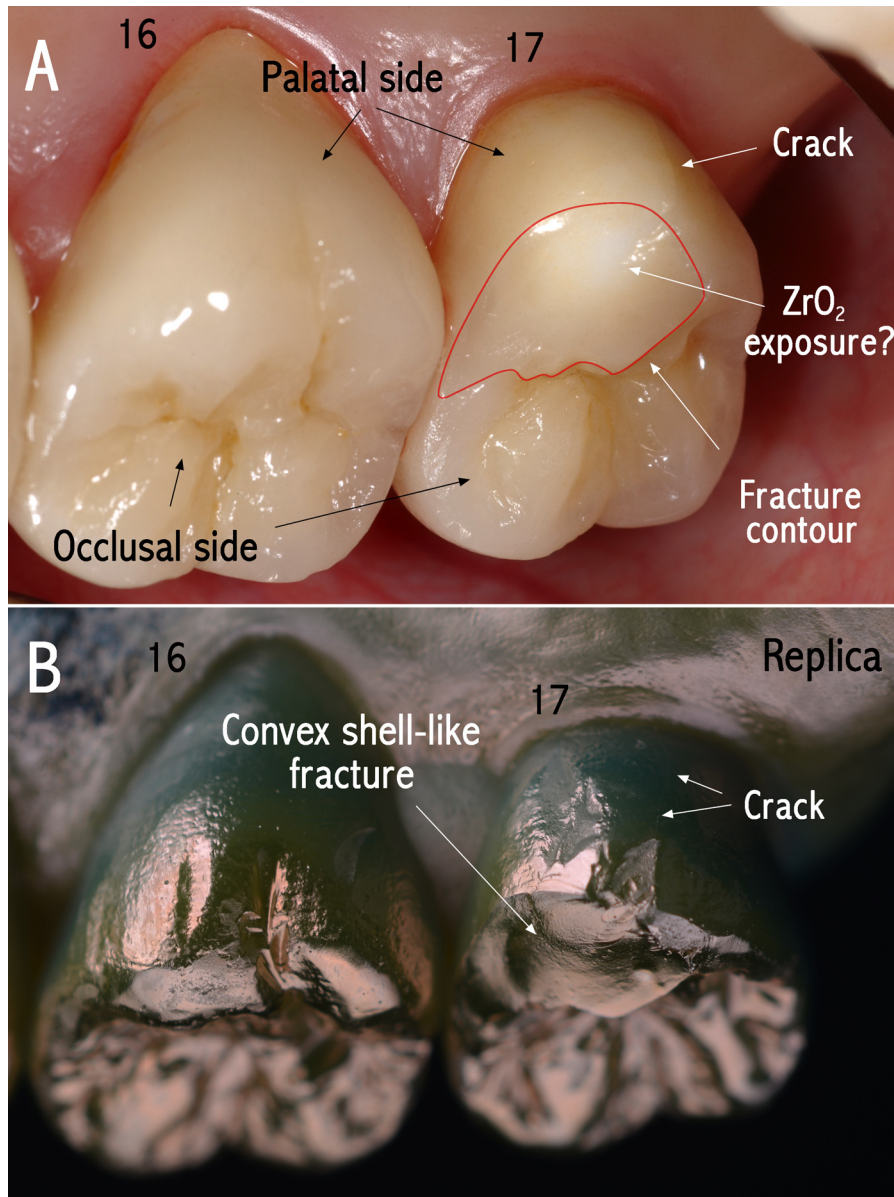 A
16
17
Palatal side
Crack
ZrO₂
exposure?
Fracture
contour
Occlusal side
B
16
Replica
17
Convex shell-like
fracture
Crack